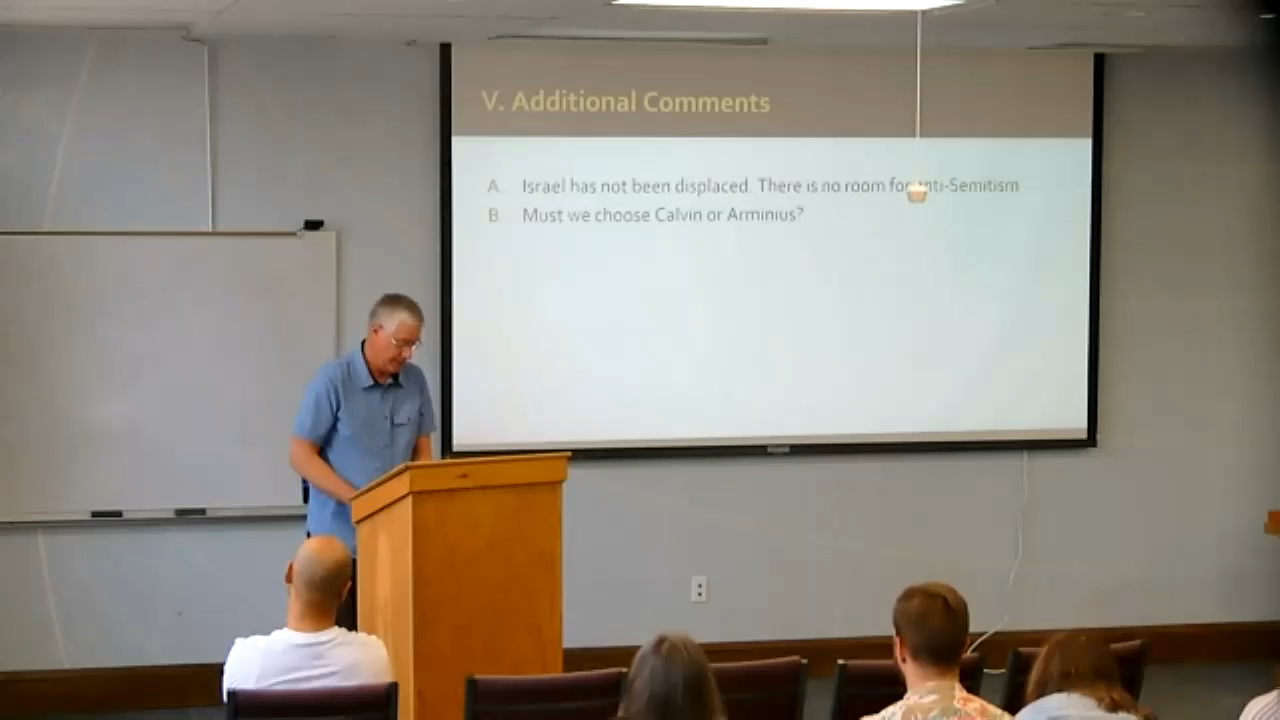 V. Additional Comments
A. Israel has not been displaced. There is no room for anti-Semitism
B. Must we choose Calvin or Arminius?